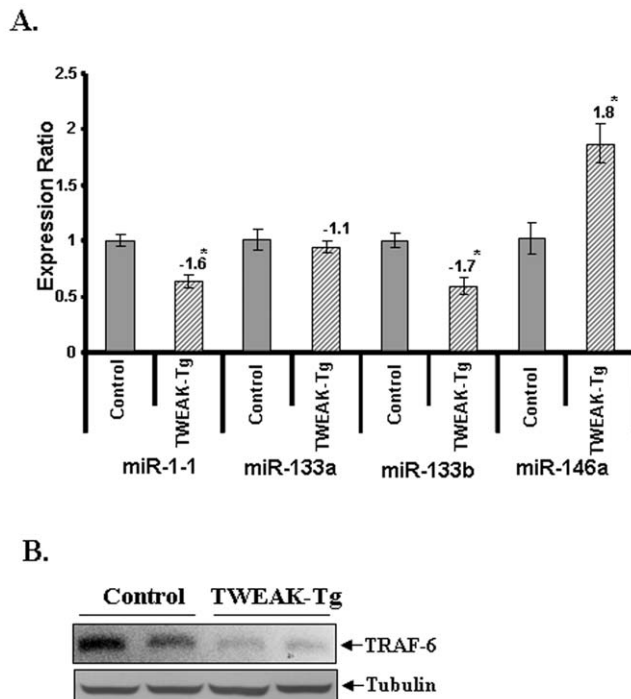 A.
Expression Ratio
2.5
2
1.5
1
0.5
0
-1.6*
-1.1
-1.7*
1.8*
Control
TWEAK-Tg
Control
TWEAK-Tg
Control
TWEAK-Tg
Control
TWEAK-Tg
miR-1-1 miR-133a miR-133b miR-146a
B.
Control TWEAK-Tg
TRAF-6
Tubulin